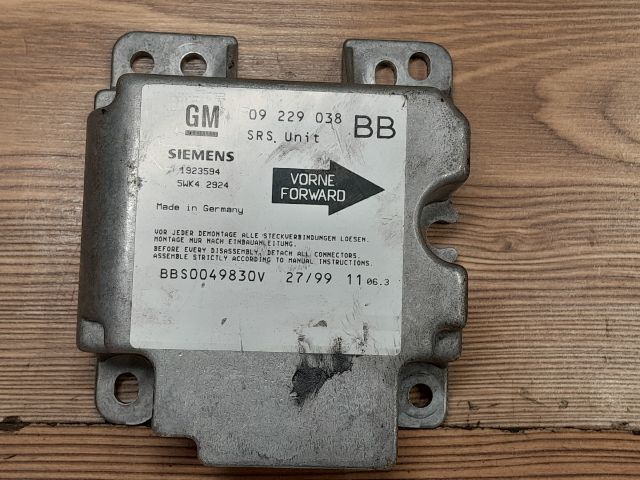 GM 09 229 038 BB
SRS Unit
SIEMENS
1923594
5WK4 2924
VORNE
FORWARD
Made in Germany
VOR JEDER DEMONTAGE ALLE STECKVERBINDUNGEN LOESEN.
MONTAGE NUR NACH EINBAUANLEITUNG.
BEFORE EVERY DISASSEMBLY, DETACH ALL CONNECTORS.
ASSEMBLE STRICTLY ACCORDING TO MANUAL INSTRUCTIONS.
BBS0049830V 27/99 11 06.3